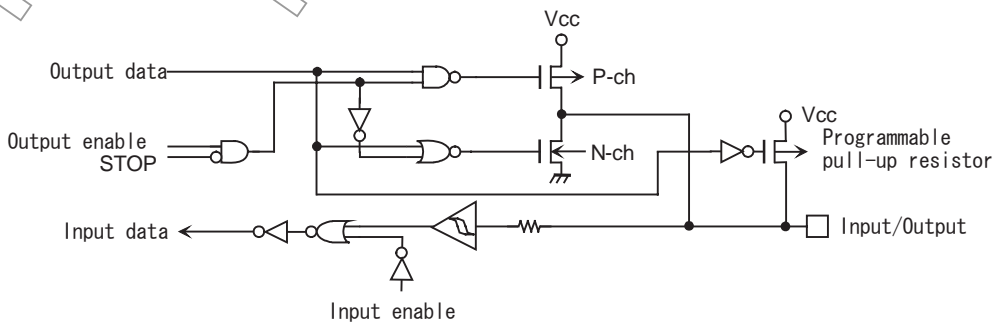 Vcc
Output data
P-ch
Output enable
STOP
N-ch
Vcc
Programmable
pull-up resistor
Input data
Input/Output
Input enable